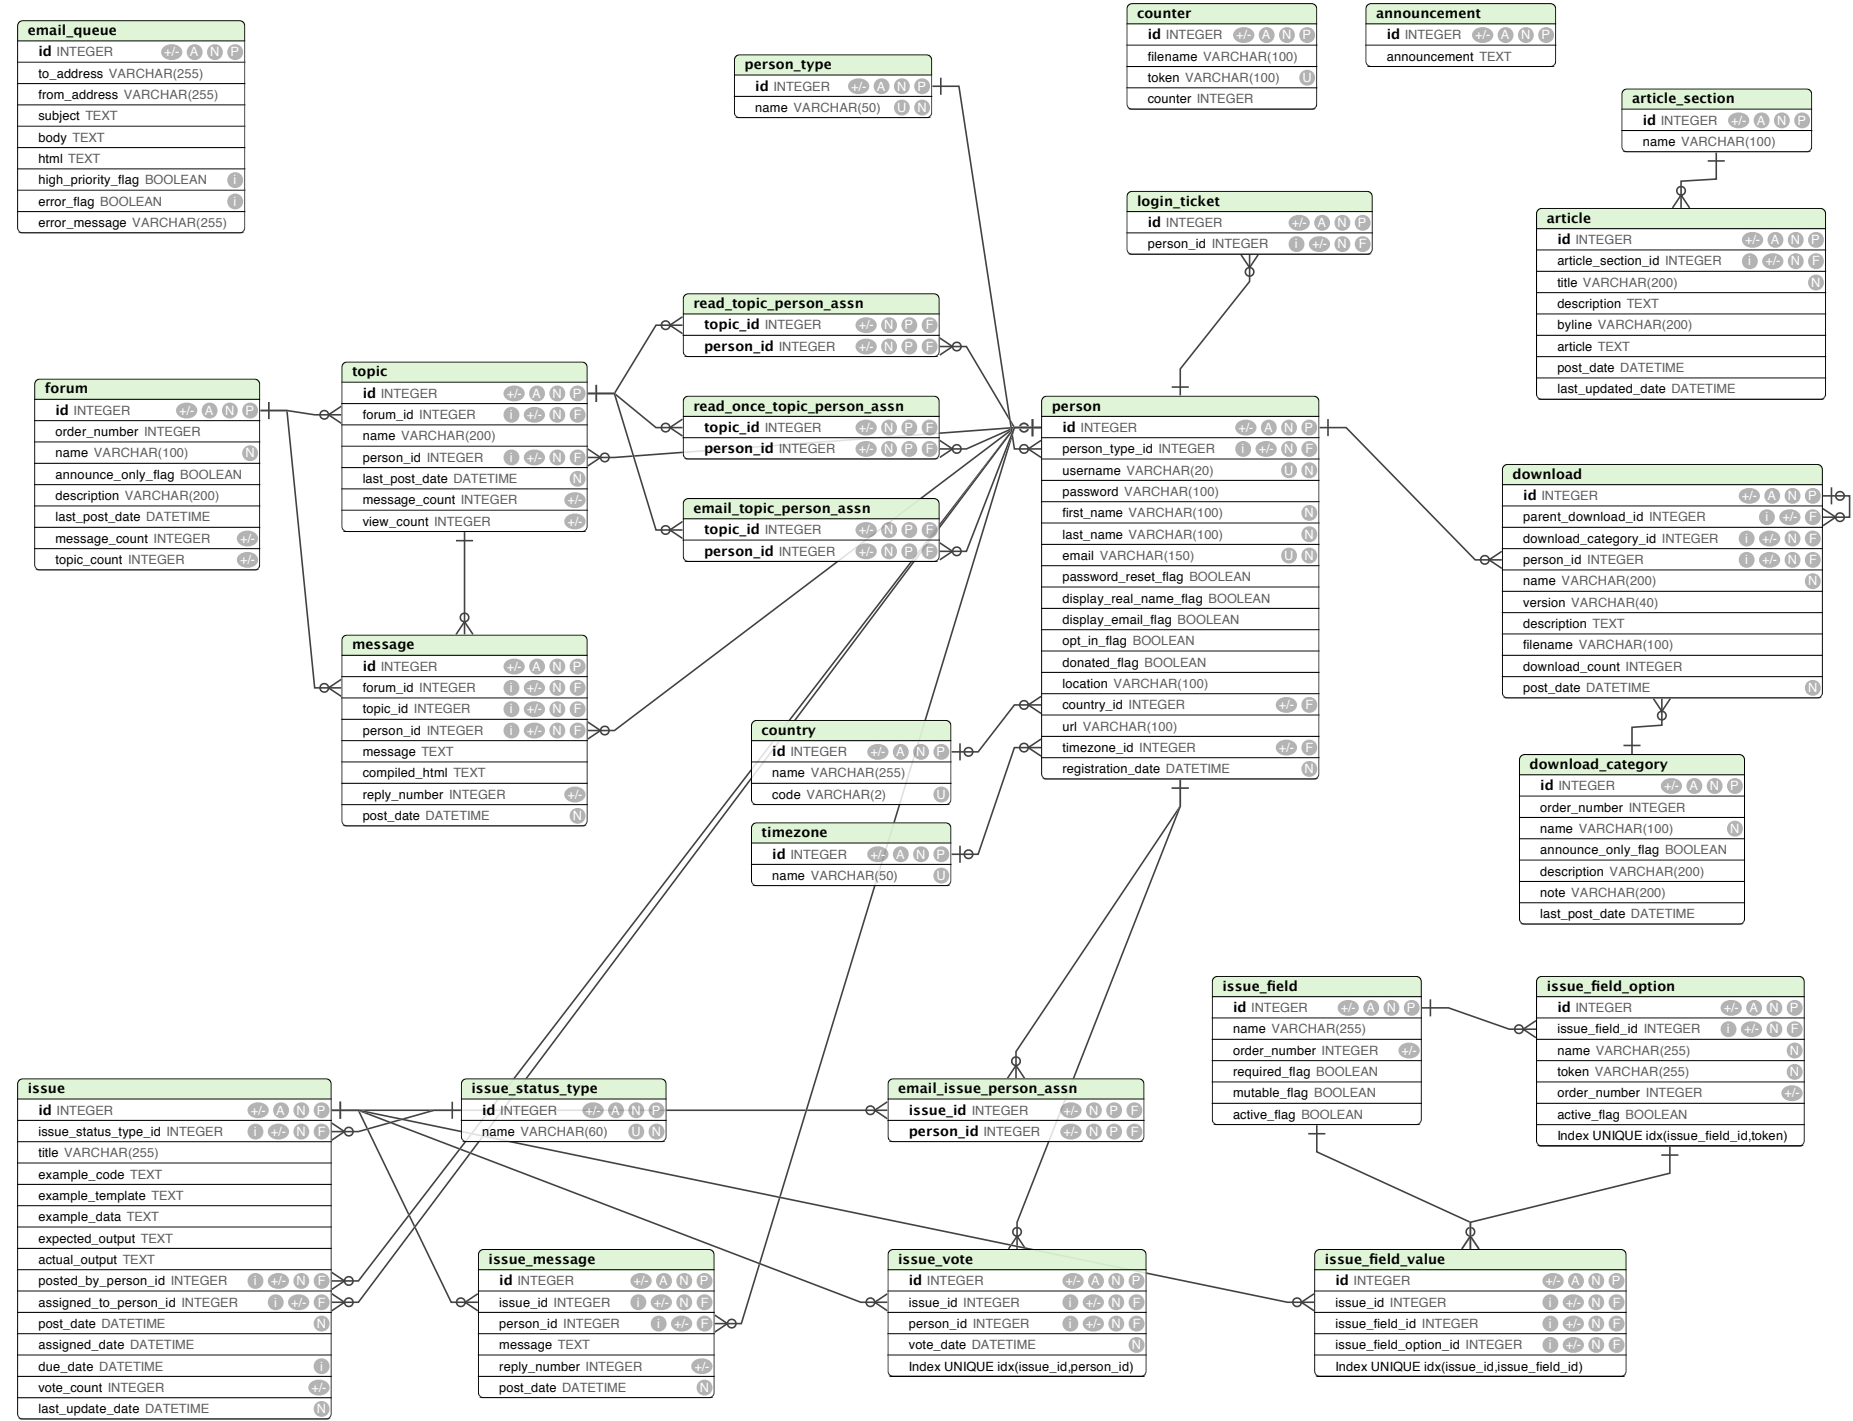 email_queue
id INTEGER +/- A N P
to_address VARCHAR(255)
from_address VARCHAR(255)
subject TEXT
body TEXT
html TEXT
high_priority_flag BOOLEAN i
error_flag BOOLEAN i
error_message VARCHAR(255)
person_type
id INTEGER +/- A N P
name VARCHAR(50) U N
counter
id INTEGER +/- A N P
filename VARCHAR(100)
token VARCHAR(100) U
counter INTEGER
announcement
id INTEGER +/- A N P
announcement TEXT
article_section
id INTEGER +/- A N P
name VARCHAR(100)
login_ticket
id INTEGER +/- A N P
person_id INTEGER i +/- N F
article
id INTEGER +/- A N P
article_section_id INTEGER i +/- N F
title VARCHAR(200) N
description TEXT
byline VARCHAR(200)
article TEXT
post_date DATETIME
last_updated_date DATETIME
forum
id INTEGER +/- A N P
order_number INTEGER
name VARCHAR(100) N
announce_only_flag BOOLEAN
description VARCHAR(200)
last_post_date DATETIME
message_count INTEGER +/-
topic_count INTEGER +/-
topic
id INTEGER +/- A N P
forum_id INTEGER i +/- N F
name VARCHAR(200)
person_id INTEGER i +/- N F
last_post_date DATETIME N
message_count INTEGER +/-
view_count INTEGER +/-
read_topic_person_assn
topic_id INTEGER +/- N P F
person_id INTEGER +/- N P F
read_once_topic_person_assn
topic_id INTEGER +/- N P F
person_id INTEGER +/- N P F
email_topic_person_assn
topic_id INTEGER +/- N P F
person_id INTEGER +/- N P F
person
id INTEGER +/- A N P
person_type_id INTEGER i +/- N F
username VARCHAR(20) U N
password VARCHAR(100)
first_name VARCHAR(100) N
last_name VARCHAR(100) N
email VARCHAR(150) U N
password_reset_flag BOOLEAN
display_real_name_flag BOOLEAN
display_email_flag BOOLEAN
opt_in_flag BOOLEAN
donated_flag BOOLEAN
location VARCHAR(100)
country_id INTEGER +/- F
url VARCHAR(100)
timezone_id INTEGER +/- F
registration_date DATETIME N
download
id INTEGER +/- A N P
parent_download_id INTEGER i +/- F
download_category_id INTEGER i +/- N F
person_id INTEGER i +/- N F
name VARCHAR(200) N
version VARCHAR(40)
description TEXT
filename VARCHAR(100)
download_count INTEGER
post_date DATETIME N
message
id INTEGER +/- A N P
forum_id INTEGER i +/- N F
topic_id INTEGER i +/- N F
person_id INTEGER i +/- N F
message TEXT
compiled_html TEXT
reply_number INTEGER +/-
post_date DATETIME N
country
id INTEGER +/- A N P
name VARCHAR(255)
code VARCHAR(2) U
timezone
id INTEGER +/- A N P
name VARCHAR(50) U
download_category
id INTEGER +/- A N P
order_number INTEGER
name VARCHAR(100) N
announce_only_flag BOOLEAN
description VARCHAR(200)
note VARCHAR(200)
last_post_date DATETIME
issue_field
id INTEGER +/- A N P
name VARCHAR(255)
order_number INTEGER +/-
required_flag BOOLEAN
mutable_flag BOOLEAN
active_flag BOOLEAN
issue_field_option
id INTEGER +/- A N P
issue_field_id INTEGER i +/- N F
name VARCHAR(255) N
token VARCHAR(255) N
order_number INTEGER +/-
active_flag BOOLEAN
Index UNIQUE idx(issue_field_id,token)
issue
id INTEGER +/- A N P
issue_status_type_id INTEGER i +/- N F
title VARCHAR(255)
example_code TEXT
example_template TEXT
example_data TEXT
expected_output TEXT
actual_output TEXT
posted_by_person_id INTEGER i +/- N F
assigned_to_person_id INTEGER i +/- F
post_date DATETIME N
assigned_date DATETIME
due_date DATETIME i
vote_count INTEGER +/-
last_update_date DATETIME N
issue_status_type
id INTEGER +/- A N P
name VARCHAR(60) U N
email_issue_person_assn
issue_id INTEGER +/- N P F
person_id INTEGER +/- N P F
issue_message
id INTEGER +/- A N P
issue_id INTEGER i +/- N F
person_id INTEGER i +/- F
message TEXT
reply_number INTEGER +/-
post_date DATETIME N
issue_vote
id INTEGER +/- A N P
issue_id INTEGER i +/- N F
person_id INTEGER i +/- N F
vote_date DATETIME N
Index UNIQUE idx(issue_id,person_id)
issue_field_value
id INTEGER +/- A N P
issue_id INTEGER i +/- N F
issue_field_id INTEGER i +/- N F
issue_field_option_id INTEGER i +/- N F
Index UNIQUE idx(issue_id,issue_field_id)